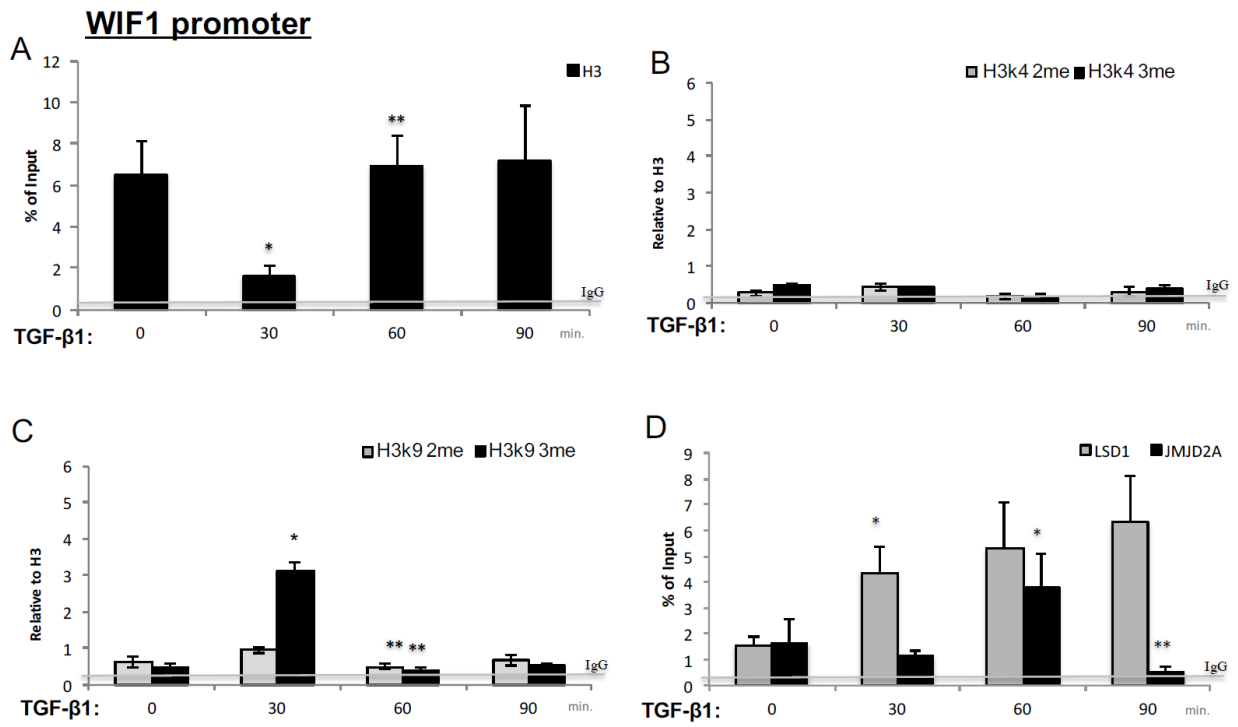 WIF1 promoter
A
H3
12
10
8
6
4
2
0
% of Input
**
*
IgG
TGF-β1: 0 30 60 90 min.
B
H3k4 2me H3k4 3me
6
5
4
3
2
1
0
Relative to H3
IgG
TGF-β1: 0 30 60 90 min.
C
H3k9 2me H3k9 3me
6
5
4
3
2
1
0
Relative to H3
*
** **
IgG
TGF-β1: 0 30 60 90 min.
D
LSD1 JMJD2A
9
8
7
6
5
4
3
2
1
0
% of Input
* *
**
IgG
TGF-β1: 0 30 60 90 min.